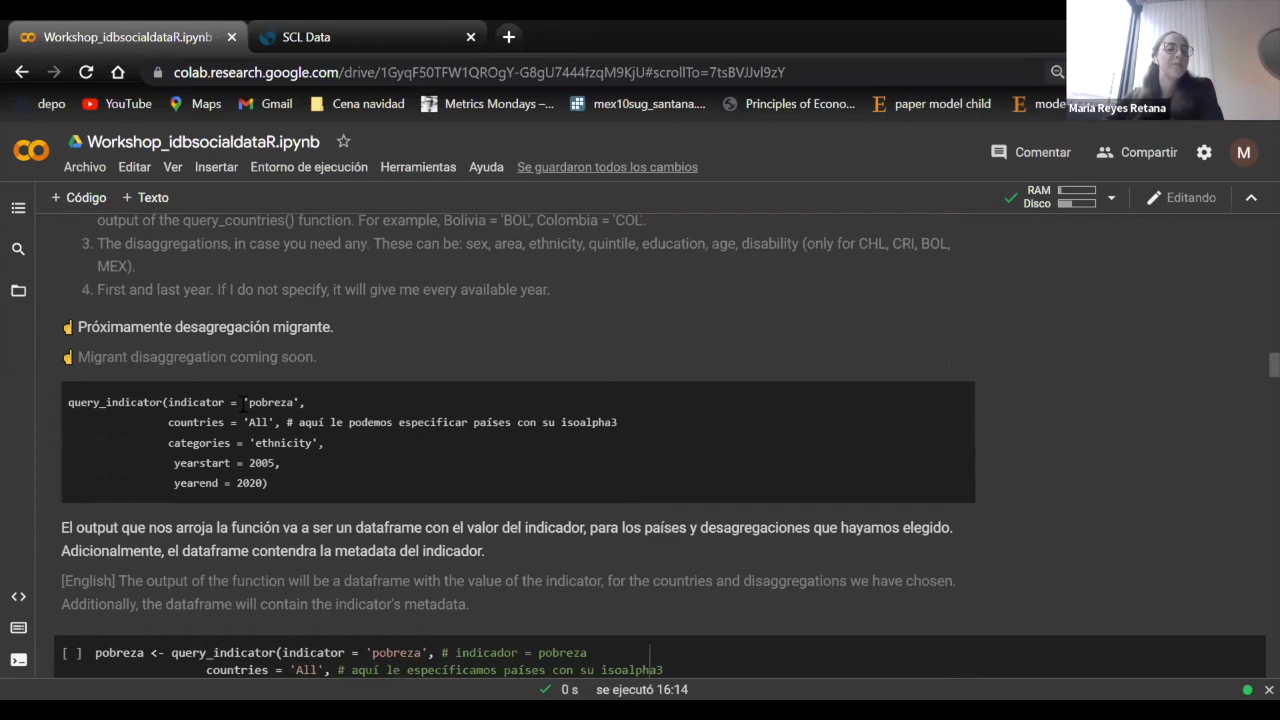 Workshop_idbsocialdataR.ipynb
SCL Data
colab.research.google.com/drive/1GyqF50TFW1QROgY-G8gU7444fzqM9KjU#scrollTo=7tsBVJJvl9zY
depo YouTube Maps Gmail Cena navidad Metrics Mondays –... mex10sug_santana.... Principles of Econo... paper model child mode
María Reyes Retana
Workshop_idbsocialdataR.ipynb
Comentar Compartir M
Archivo Editar Ver Insertar Entorno de ejecución Herramientas Ayuda Se guardaron todos los cambios
+ Código + Texto
RAM
Disco
Editando
output of the query_countries() function. For example, Bolivia = 'BOL', Colombia = 'COL'.
3. The disaggregations, in case you need any. These can be: sex, area, ethnicity, quintile, education, age, disability (only for CHL, CRI, BOL,
MEX).
4. First and last year. If I do not specify, it will give me every available year.
☝ Próximamente desagregación migrante.
☝ Migrant disaggregation coming soon.
query_indicator(indicator = 'pobreza',
countries = 'All', # aquí le podemos especificar países con su isoalpha3
categories = 'ethnicity',
yearstart = 2005,
yearend = 2020)
El output que nos arroja la función va a ser un dataframe con el valor del indicador, para los países y desagregaciones que hayamos elegido.
Adicionalmente, el dataframe contendra la metadata del indicador.
[English] The output of the function will be a dataframe with the value of the indicator, for the countries and disaggregations we have chosen.
Additionally, the dataframe will contain the indicator's metadata.
[ ] pobreza <- query_indicator(indicator = 'pobreza', # indicador = pobreza
countries = 'All', # aquí le específicamos países con su isoalpha3
0 s se ejecutó 16:14